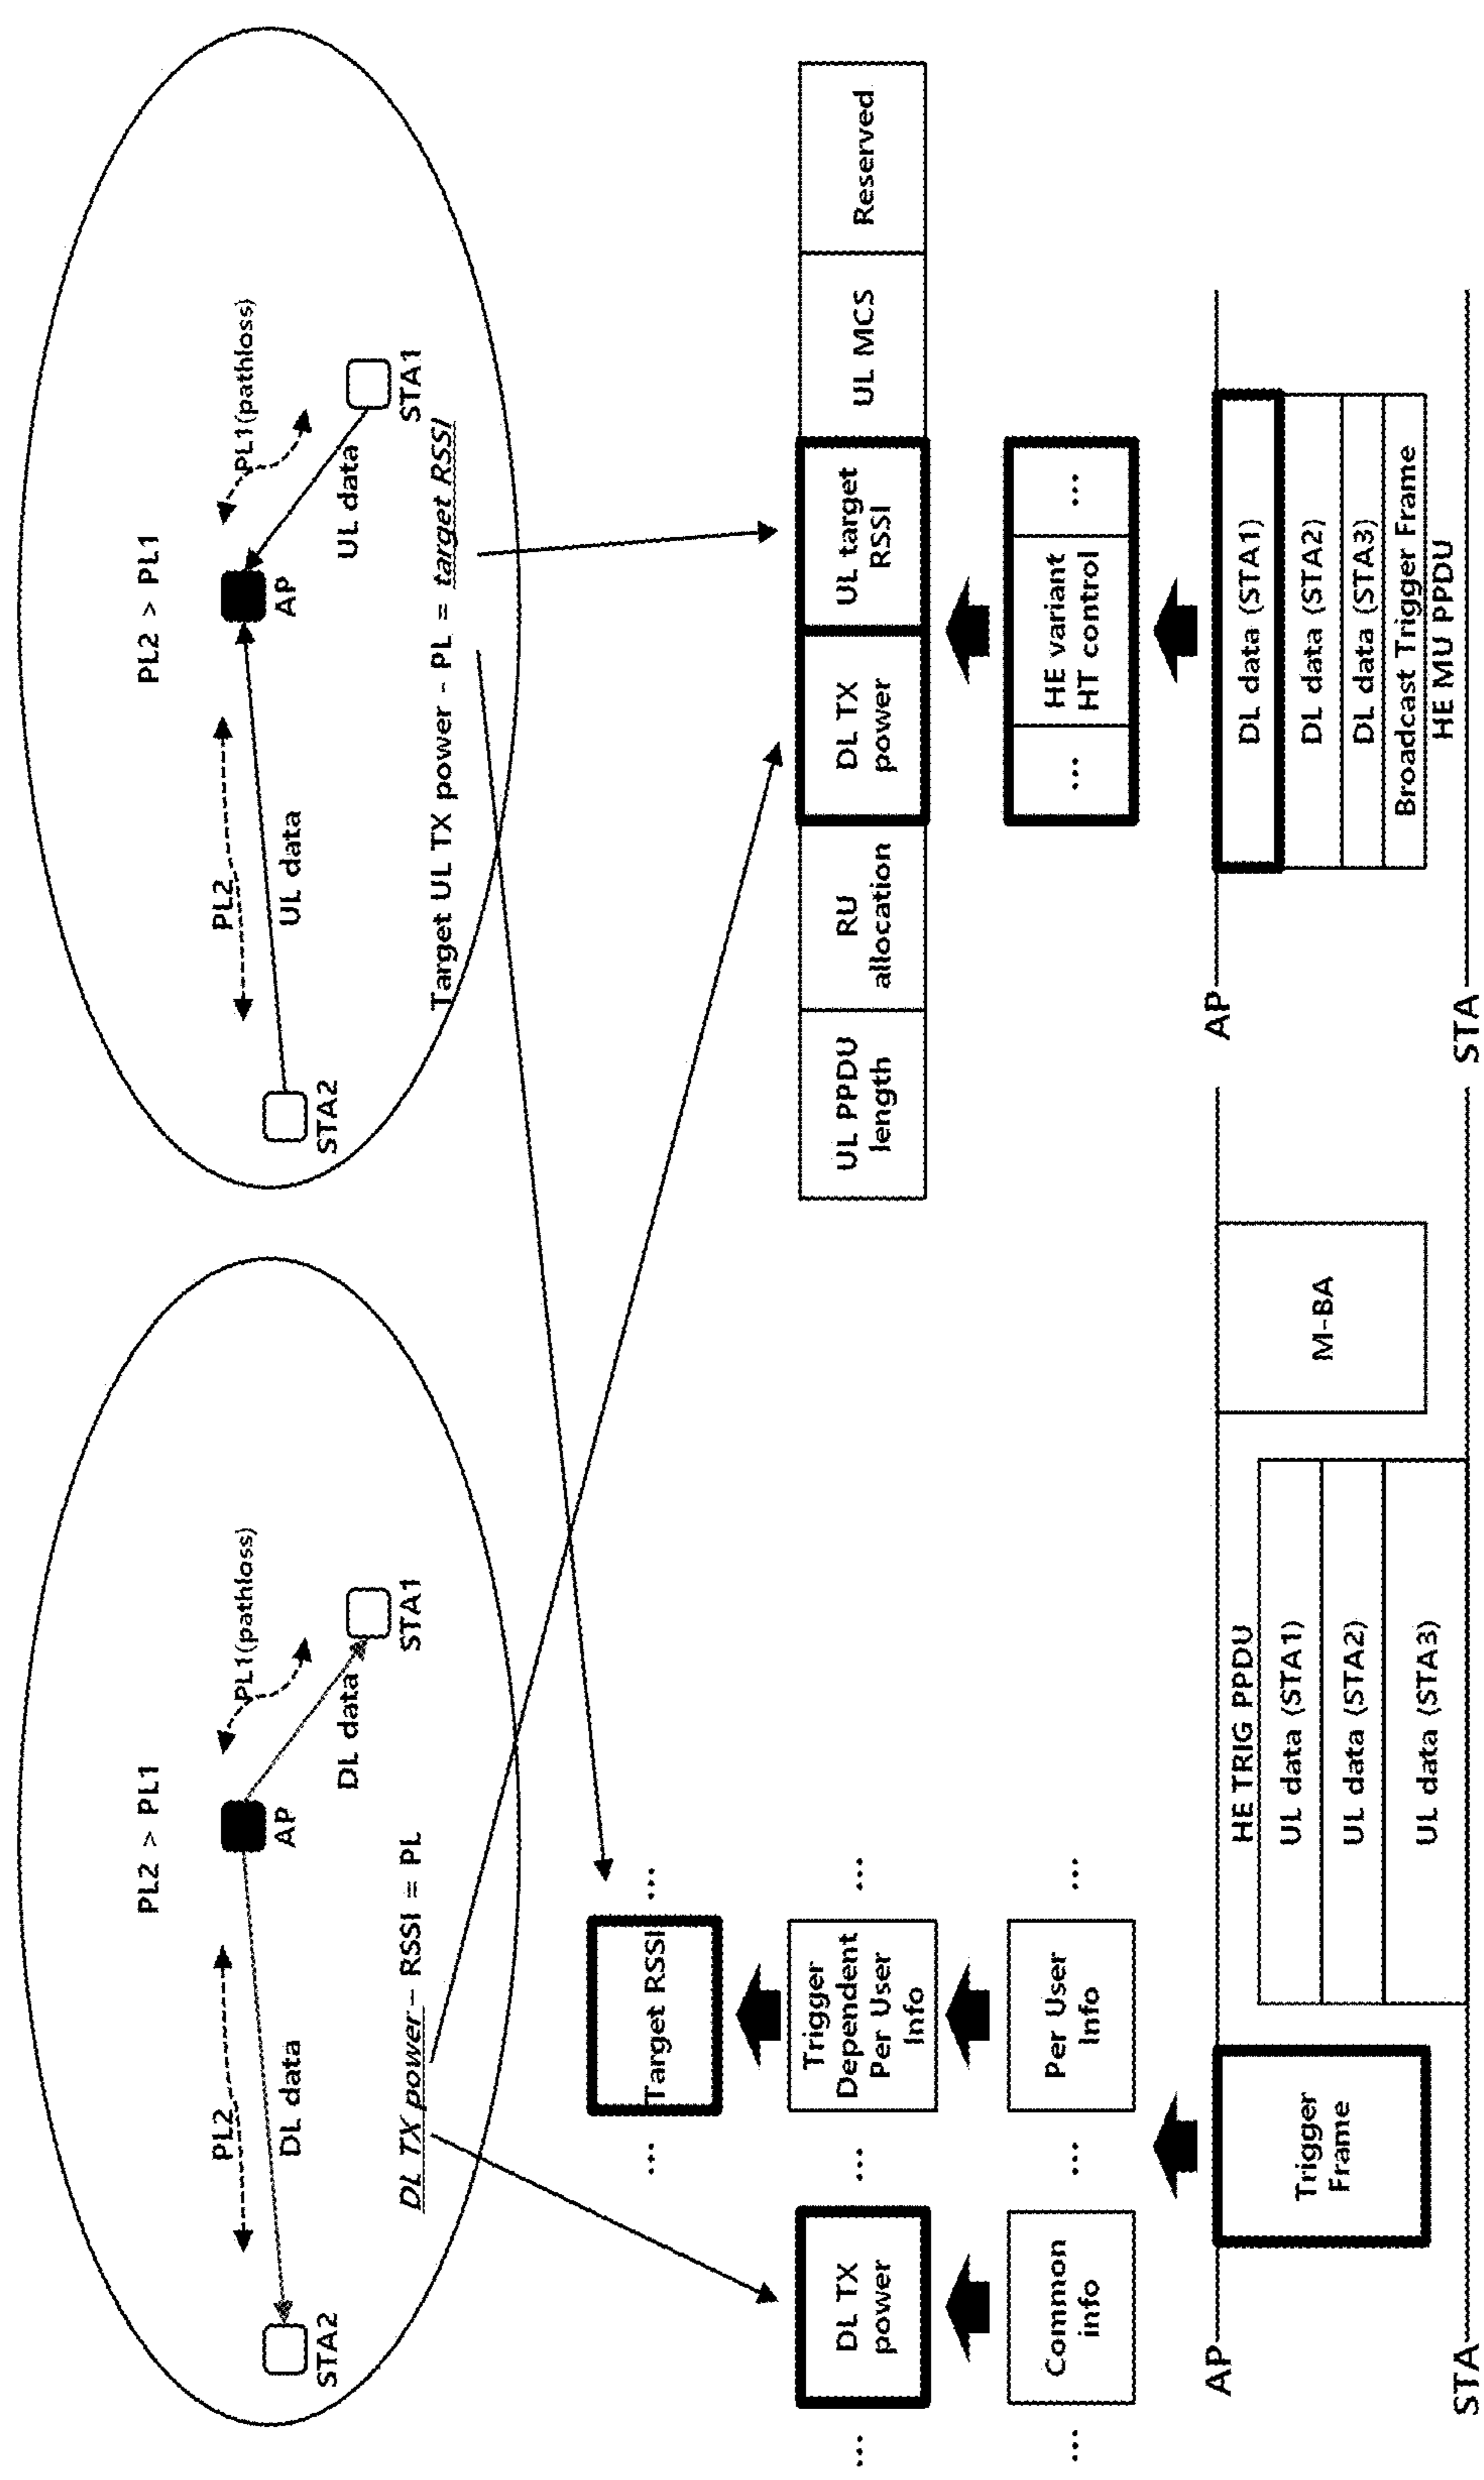 PL2 > PL1
PL2
PL1(pathloss)
AP
DL data
DL data
STA2
STA1
DL TX power – RSSI = PL
PL2 > PL1
PL2
PL1(pathloss)
AP
UL data
UL data
STA2
STA1
Target UL TX power - PL = target RSSI
... Target RSSI ...
... DL TX
power
... Trigger
Dependent
Per User
Info ...
... Common
info
... Per User
Info ...
UL PPDU
length
RU
allocation
DL TX
power
UL target
RSSI
UL MCS
Reserved
...
HE variant
HT control
...
AP
Trigger
Frame
HE TRIG PPDU
UL data (STA1)
UL data (STA2)
UL data (STA3)
M-BA
STA
AP
DL data (STA1)
DL data (STA2)
DL data (STA3)
Broadcast Trigger Frame
HE MU PPDU
STA